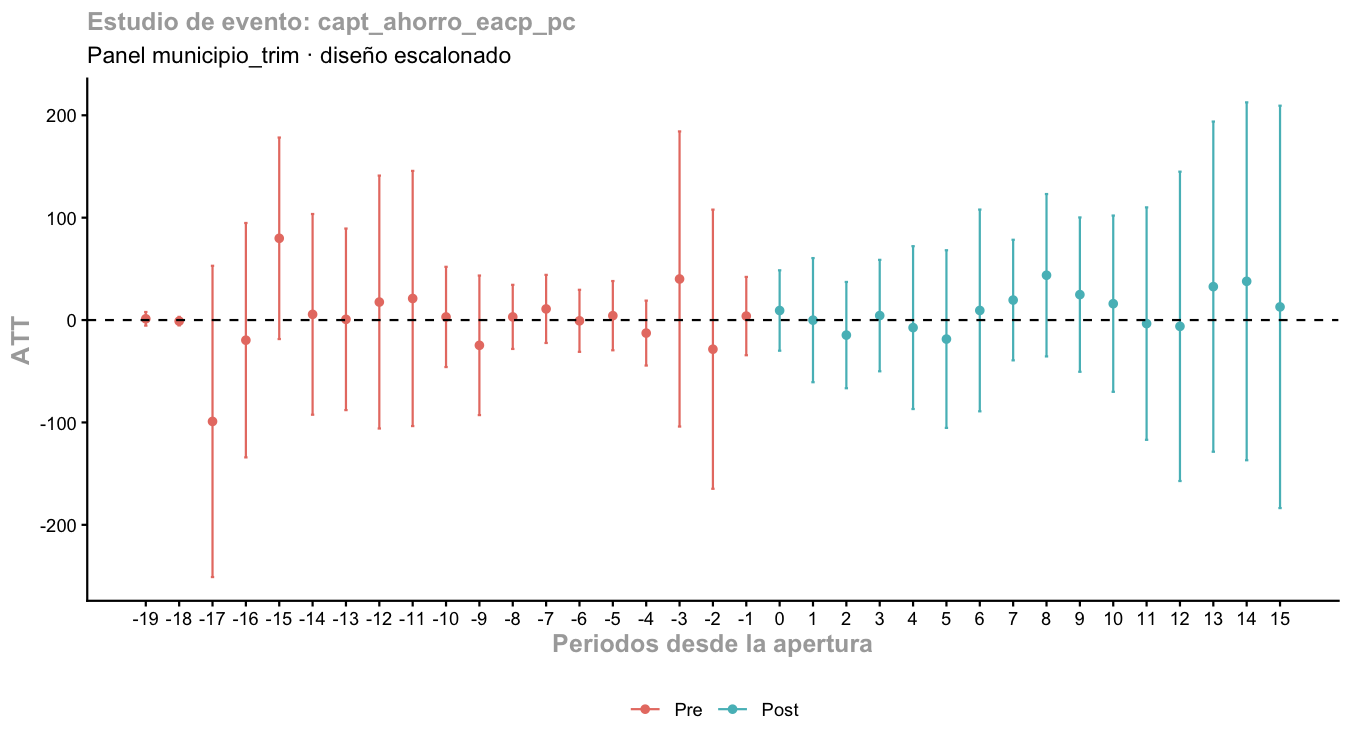 Estudio de evento: capt_ahorro_eacp_pc
Panel municipio_trim · diseño escalonado
200
100
0
-100
-200
ATT
-19 -18 -17 -16 -15 -14 -13 -12 -11 -10 -9 -8 -7 -6 -5 -4 -3 -2 -1 0 1 2 3 4 5 6 7 8 9 10 11 12 13 14 15
Periodos desde la apertura
Pre Post